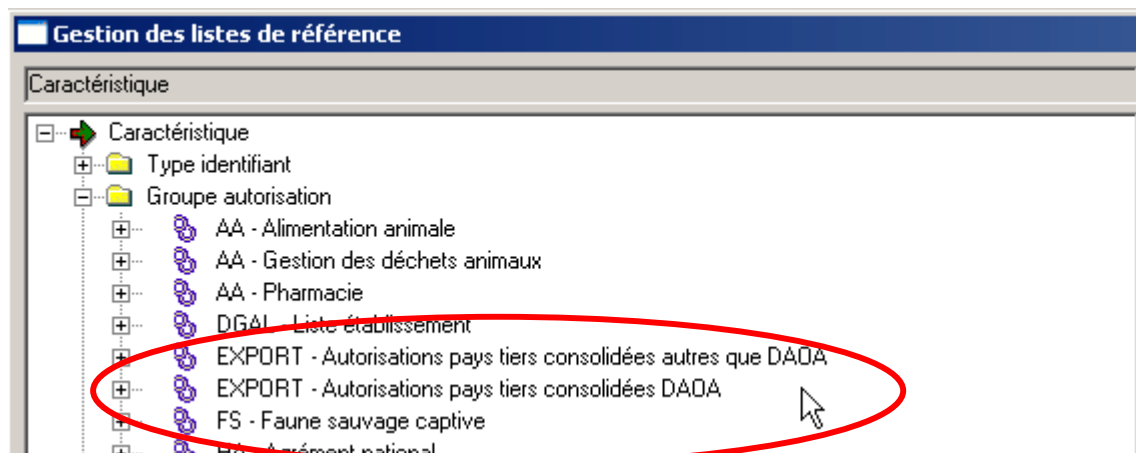 Gestion des listes de référence
Caractéristique
Caractéristique
Type identifiant
Groupe autorisation
AA - Alimentation animale
AA - Gestion des déchets animaux
AA - Pharmacie
DGAL - Liste établissement
EXPORT - Autorisations pays tiers consolidées autres que DAOA
EXPORT - Autorisations pays tiers consolidées DAOA
FS - Faune sauvage captive
Agrément national